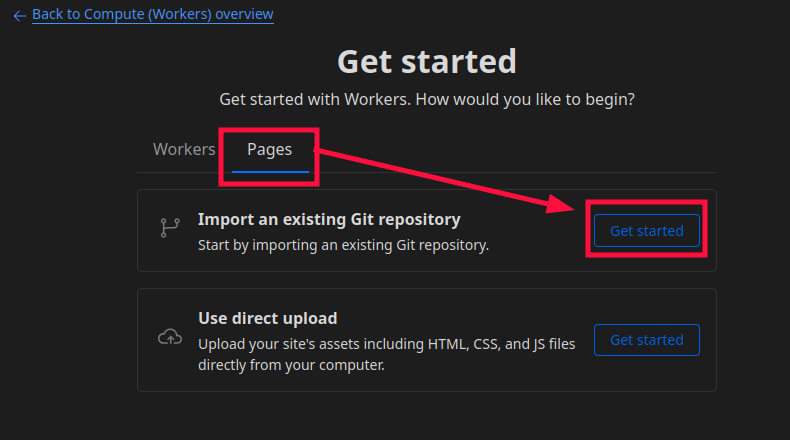 Back to Compute (Workers) overview
Get started
Get started with Workers. How would you like to begin?
Workers Pages
Import an existing Git repository
Start by importing an existing Git repository.
Get started
Use direct upload
Upload your site's assets including HTML, CSS, and JS files
directly from your computer.
Get started